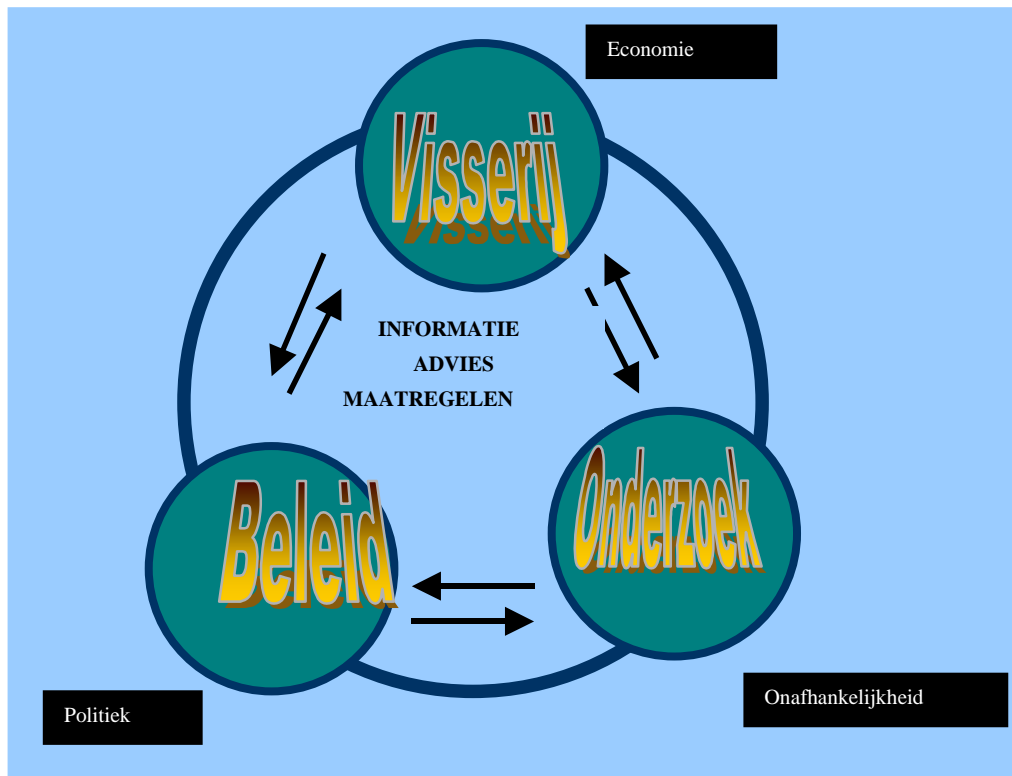 Economie
Visserij
INFORMATIE
ADVIES
MAATREGELEN
Beleid
Onderzoek
Politiek
Onafhankelijkheid